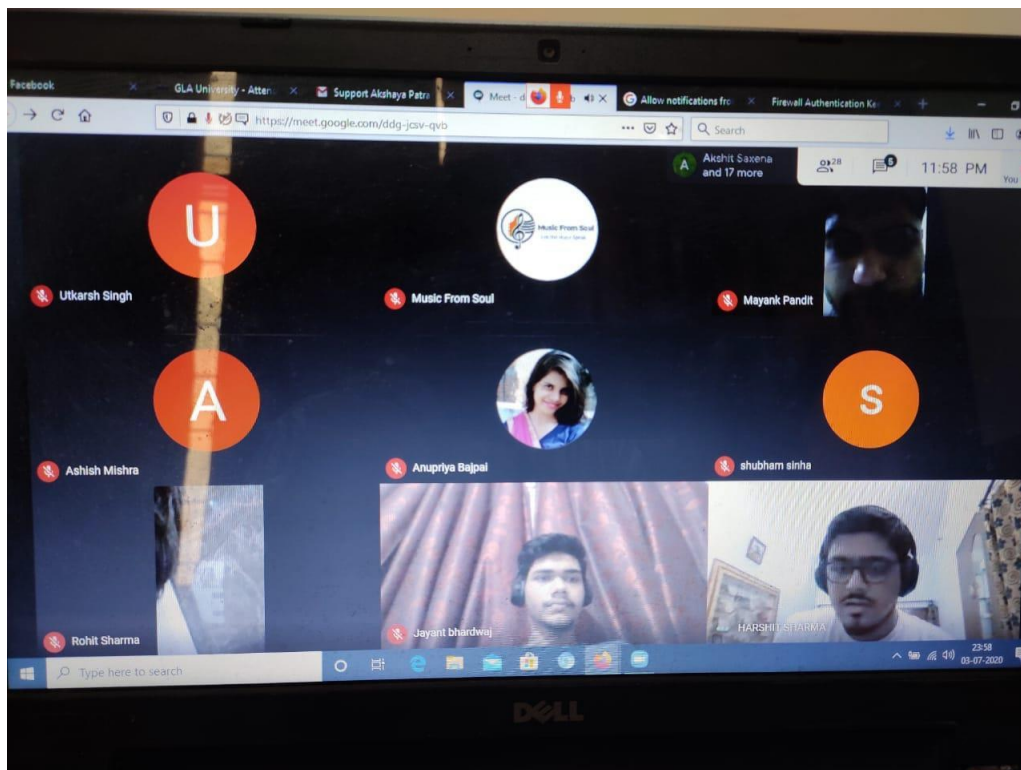 Facebook
GLA University - Atten
Support Akshaya Patra
Meet - d
Allow notifications fro
Firewall Authentication Ke
https://meet.google.com/ddg-jcsv-qvb
Search
A
Akshit Saxena
and 17 more
28
5
11:58 PM
You
U
Utkarsh Singh
Music From Soul
Music From Soul
Mayank Pandit
A
Ashish Mishra
Anupriya Bajpai
S
shubham sinha
Rohit Sharma
Jayant bhardwaj
HARSHIT SHARMA
Type here to search
23:58
03-07-2020
DELL